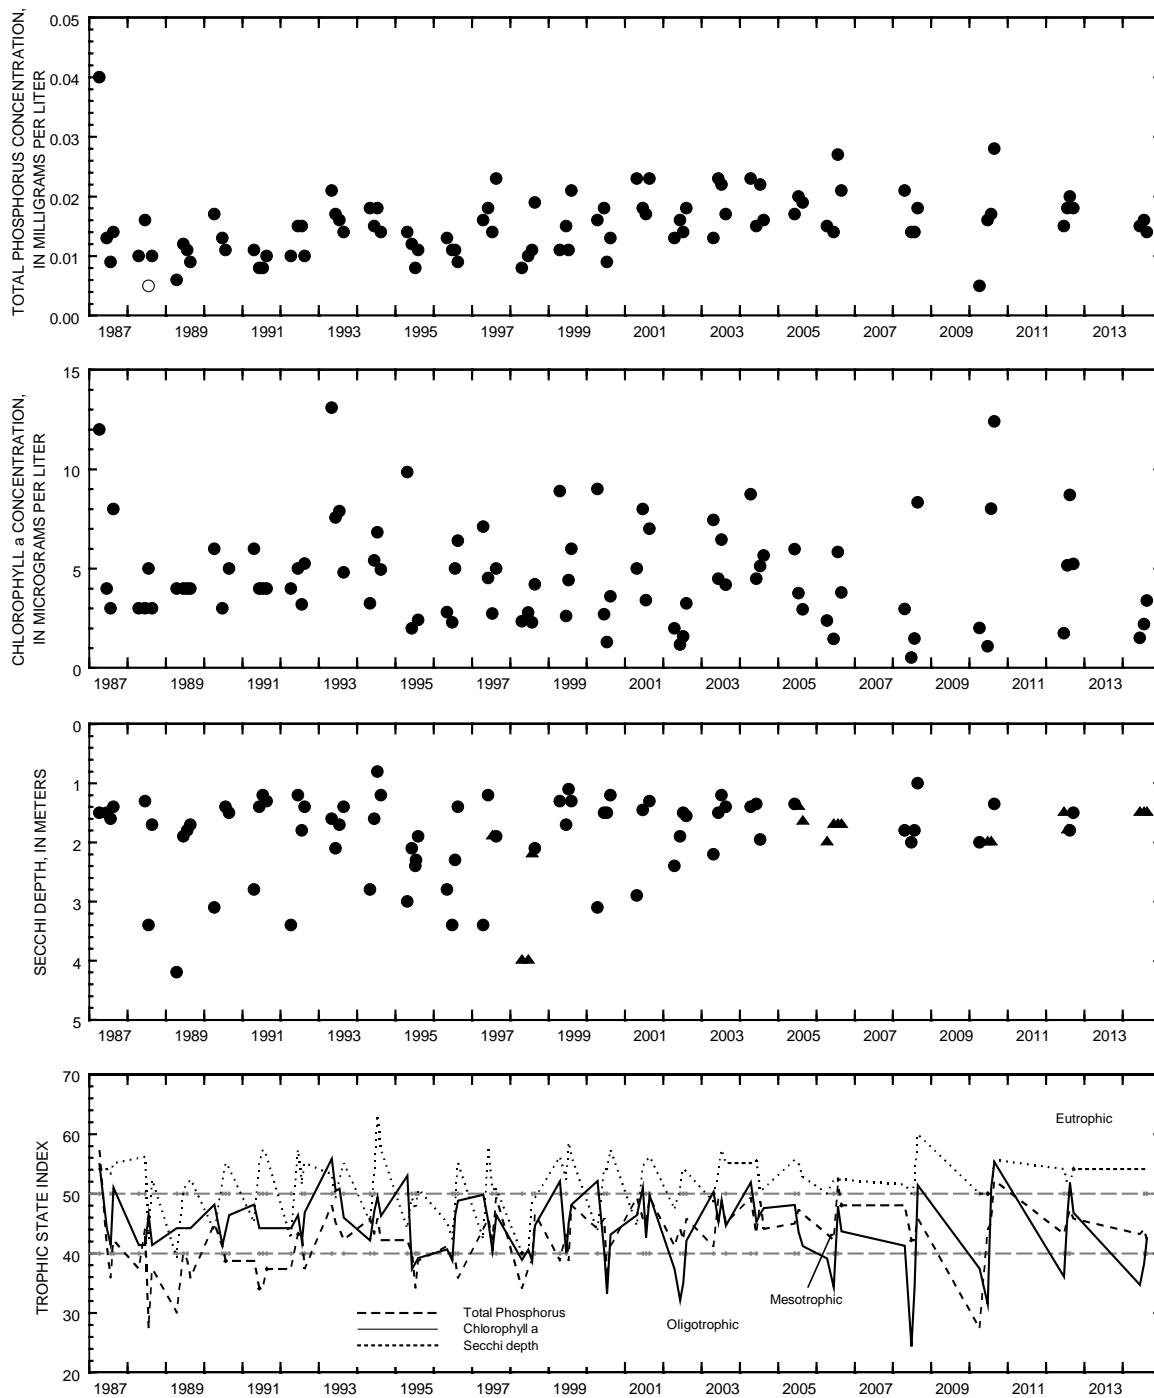 TOTAL PHOSPHORUS CONCENTRATION,
IN MILLIGRAMS PER LITER
0.05
0.04
0.03
0.02
0.01
0.00
1987 1989 1991 1993 1995 1997 1999 2001 2003 2005 2007 2009 2011 2013
CHLOROPHYLL a CONCENTRATION,
IN MICROGRAMS PER LITER
15
10
5
0
1987 1989 1991 1993 1995 1997 1999 2001 2003 2005 2007 2009 2011 2013
SECCHI DEPTH, IN METERS
0
1
2
3
4
5
1987 1989 1991 1993 1995 1997 1999 2001 2003 2005 2007 2009 2011 2013
TROPHIC STATE INDEX
70
60
50
40
30
20
Eutrophic
Mesotrophic
Oligotrophic
Total Phosphorus
Chlorophyll a
Secchi depth
1987 1989 1991 1993 1995 1997 1999 2001 2003 2005 2007 2009 2011 2013